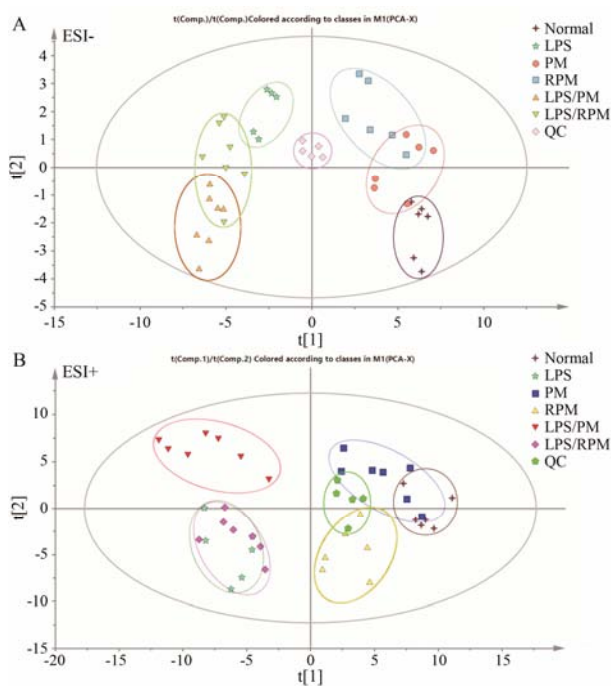 A
ESI-
t(Comp.)/t(Comp.)Colored according to classes in M1(PCA-X)
Normal
LPS
PM
RPM
LPS/PM
LPS/RPM
QC
t[2]
5
4
3
2
1
0
-1
-2
-3
-4
-5
-15
-10
-5
0
5
10
t[1]
B
ESI+
t(Comp.1)/t(Comp.2) Colored according to classes in M1(PCA-X)
Normal
LPS
PM
RPM
LPS/PM
LPS/RPM
QC
t[2]
10
5
0
-5
-10
-15
-20
-15
-10
-5
0
5
10
15
t[1]